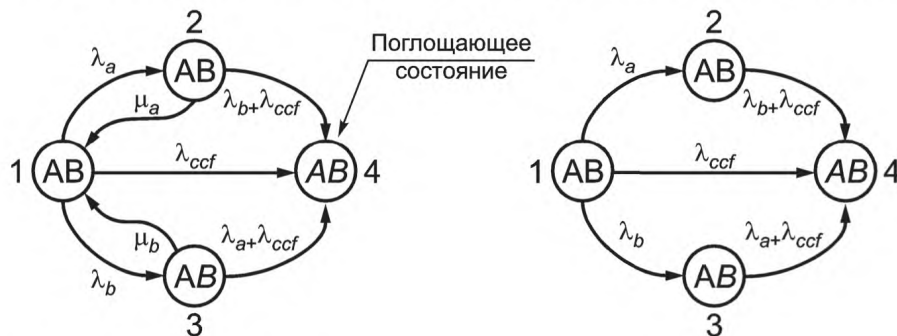 2
λa
AB
Поглощающее
состояние
μa
λb+λccf
1
AB
λccf
AB
4
μb
λa+λccf
λb
AB
3
2
λa
AB
λb+λccf
1
AB
λccf
AB
4
λb
λa+λccf
AB
3